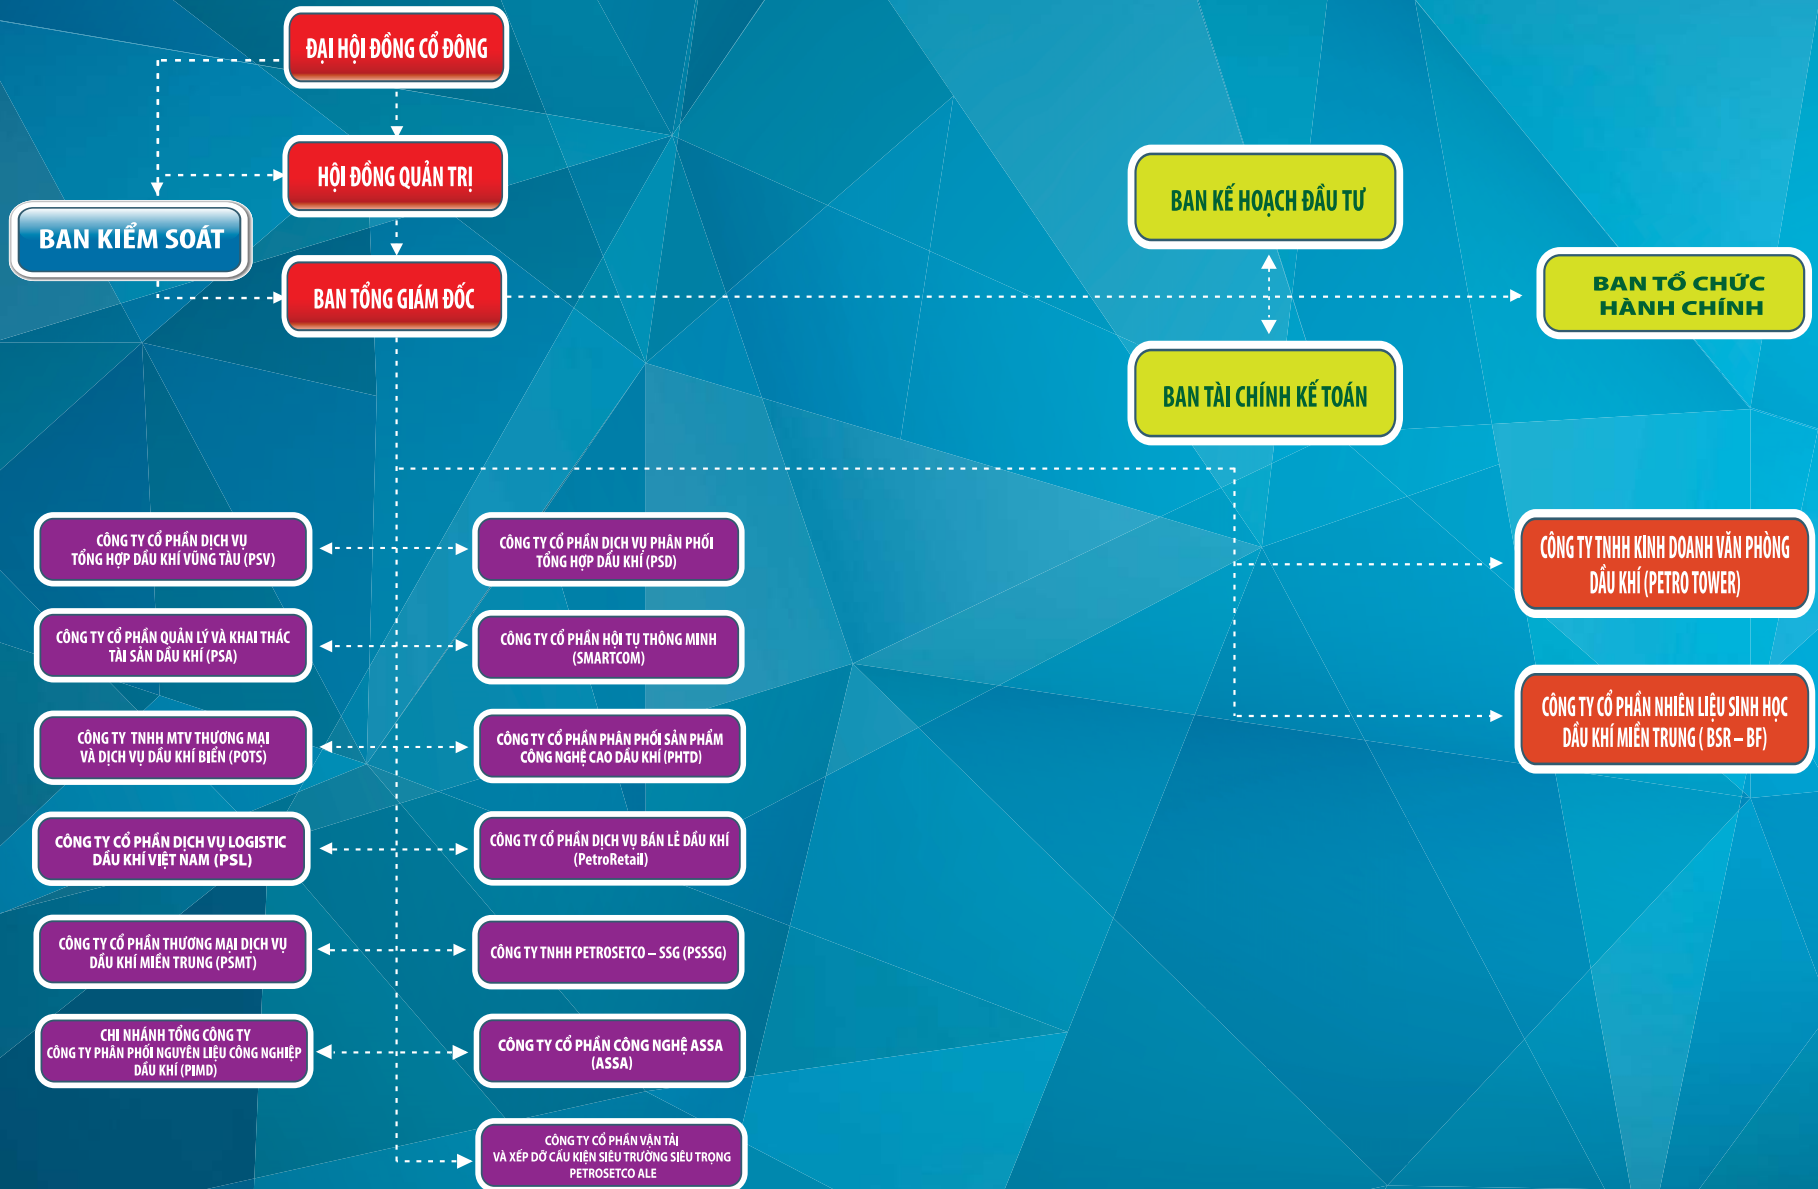 ĐẠI HỘI ĐỒNG CỔ ĐÔNG
HỘI ĐỒNG QUẢN TRỊ
BAN KIỂM SOÁT
BAN TỔNG GIÁM ĐỐC
BAN KẾ HOẠCH ĐẦU TƯ
BAN TỔ CHỨC
HÀNH CHÍNH
BAN TÀI CHÍNH KẾ TOÁN
CÔNG TY CỔ PHẦN DỊCH VỤ
TỔNG HỢP DẦU KHÍ VŨNG TÀU (PSV)
CÔNG TY CỔ PHẦN DỊCH VỤ PHÂN PHỐI
TỔNG HỢP DẦU KHÍ (PSD)
CÔNG TY TNHH KINH DOANH VĂN PHÒNG
DẦU KHÍ (PETRO TOWER)
CÔNG TY CỔ PHẦN QUẢN LÝ VÀ KHAI THÁC
TÀI SẢN DẦU KHÍ (PSA)
CÔNG TY CỔ PHẦN HỘI TỤ THÔNG MINH
(SMARTCOM)
CÔNG TY CỔ PHẦN NHIÊN LIỆU SINH HỌC
DẦU KHÍ MIỀN TRUNG ( BSR – BF)
CÔNG TY TNHH MTV THƯƠNG MẠI
VÀ DỊCH VỤ DẦU KHÍ BIỂN (POTS)
CÔNG TY CỔ PHẦN PHÂN PHỐI SẢN PHẨM
CÔNG NGHỆ CAO DẦU KHÍ (PHTD)
CÔNG TY CỔ PHẦN DỊCH VỤ LOGISTIC
DẦU KHÍ VIỆT NAM (PSL)
CÔNG TY CỔ PHẦN DỊCH VỤ BÁN LẺ DẦU KHÍ
(PetroRetail)
CÔNG TY CỔ PHẦN THƯƠNG MẠI DỊCH VỤ
DẦU KHÍ MIỀN TRUNG (PSMT)
CÔNG TY TNHH PETROSETCO – SSG (PSSSG)
CHI NHÁNH TỔNG CÔNG TY
CÔNG TY PHÂN PHỐI NGUYÊN LIỆU CÔNG NGHIỆP
DẦU KHÍ (PIMD)
CÔNG TY CỔ PHẦN CÔNG NGHỆ ASSA
(ASSA)
CÔNG TY CỔ PHẦN VẬN TẢI
VÀ XẾP DỠ CẤU KIỆN SIÊU TRƯỜNG SIÊU TRỌNG
PETROSETCO ALE